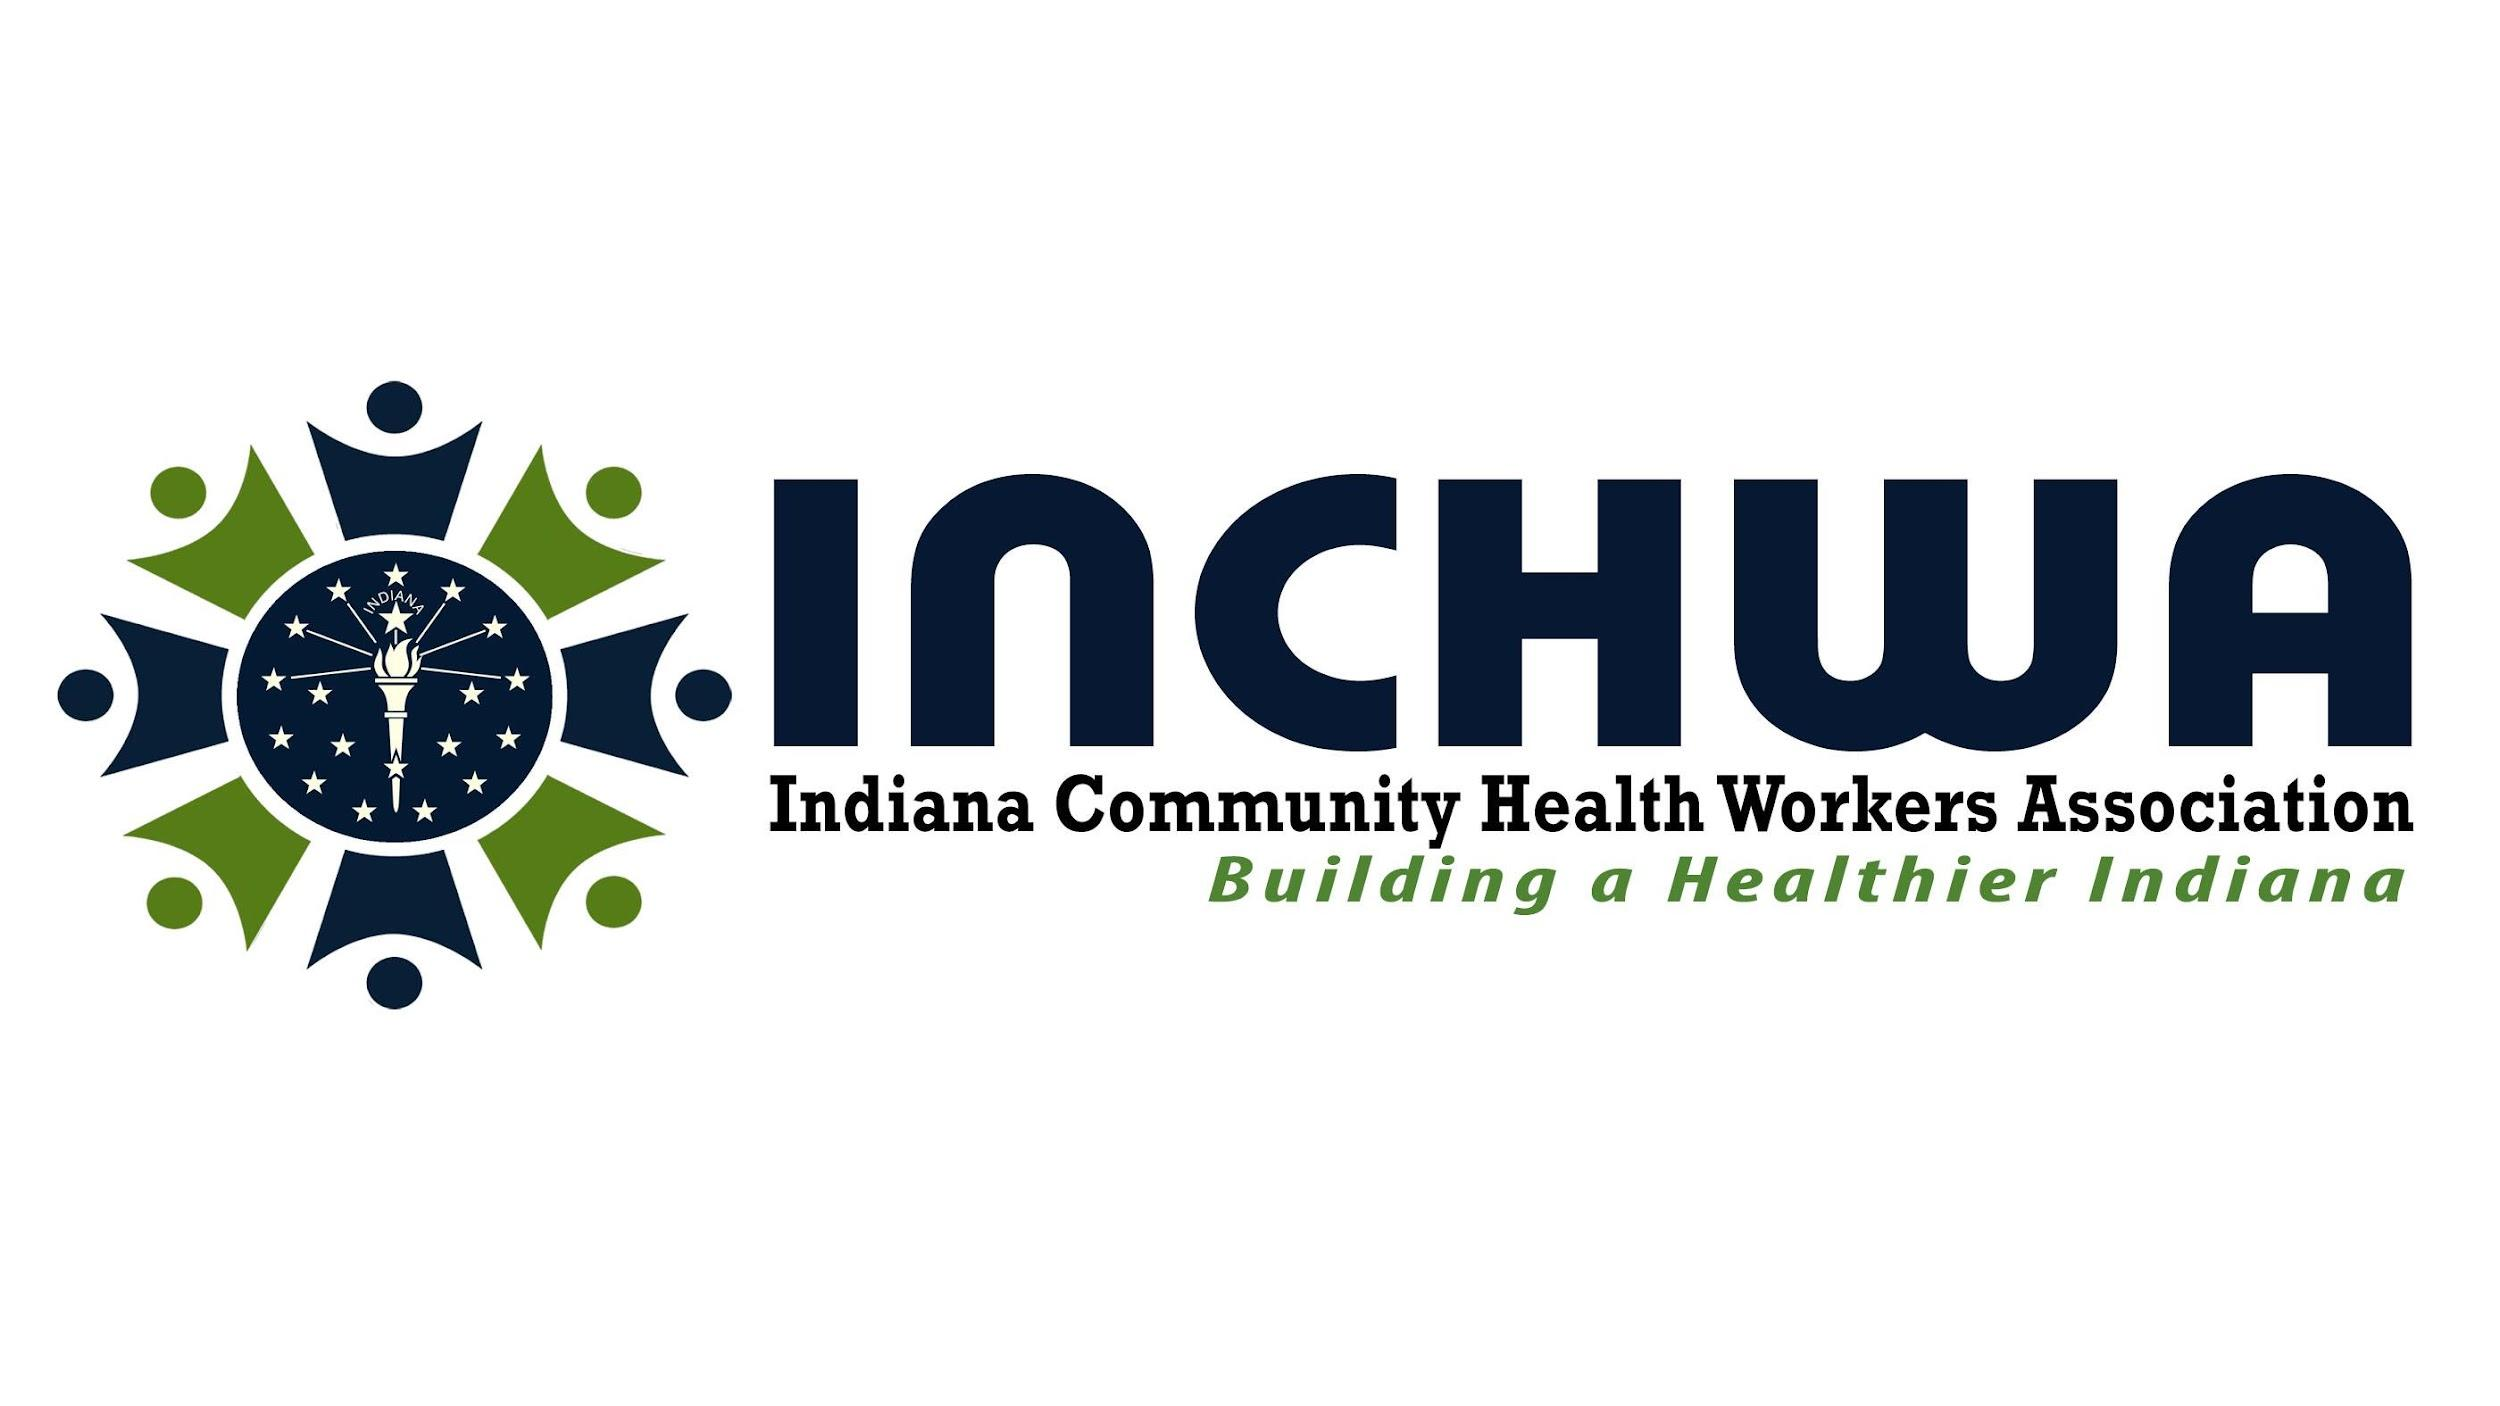 INDIANA
INCHWA
Indiana Community Health Workers Association
Building a Healthier Indiana